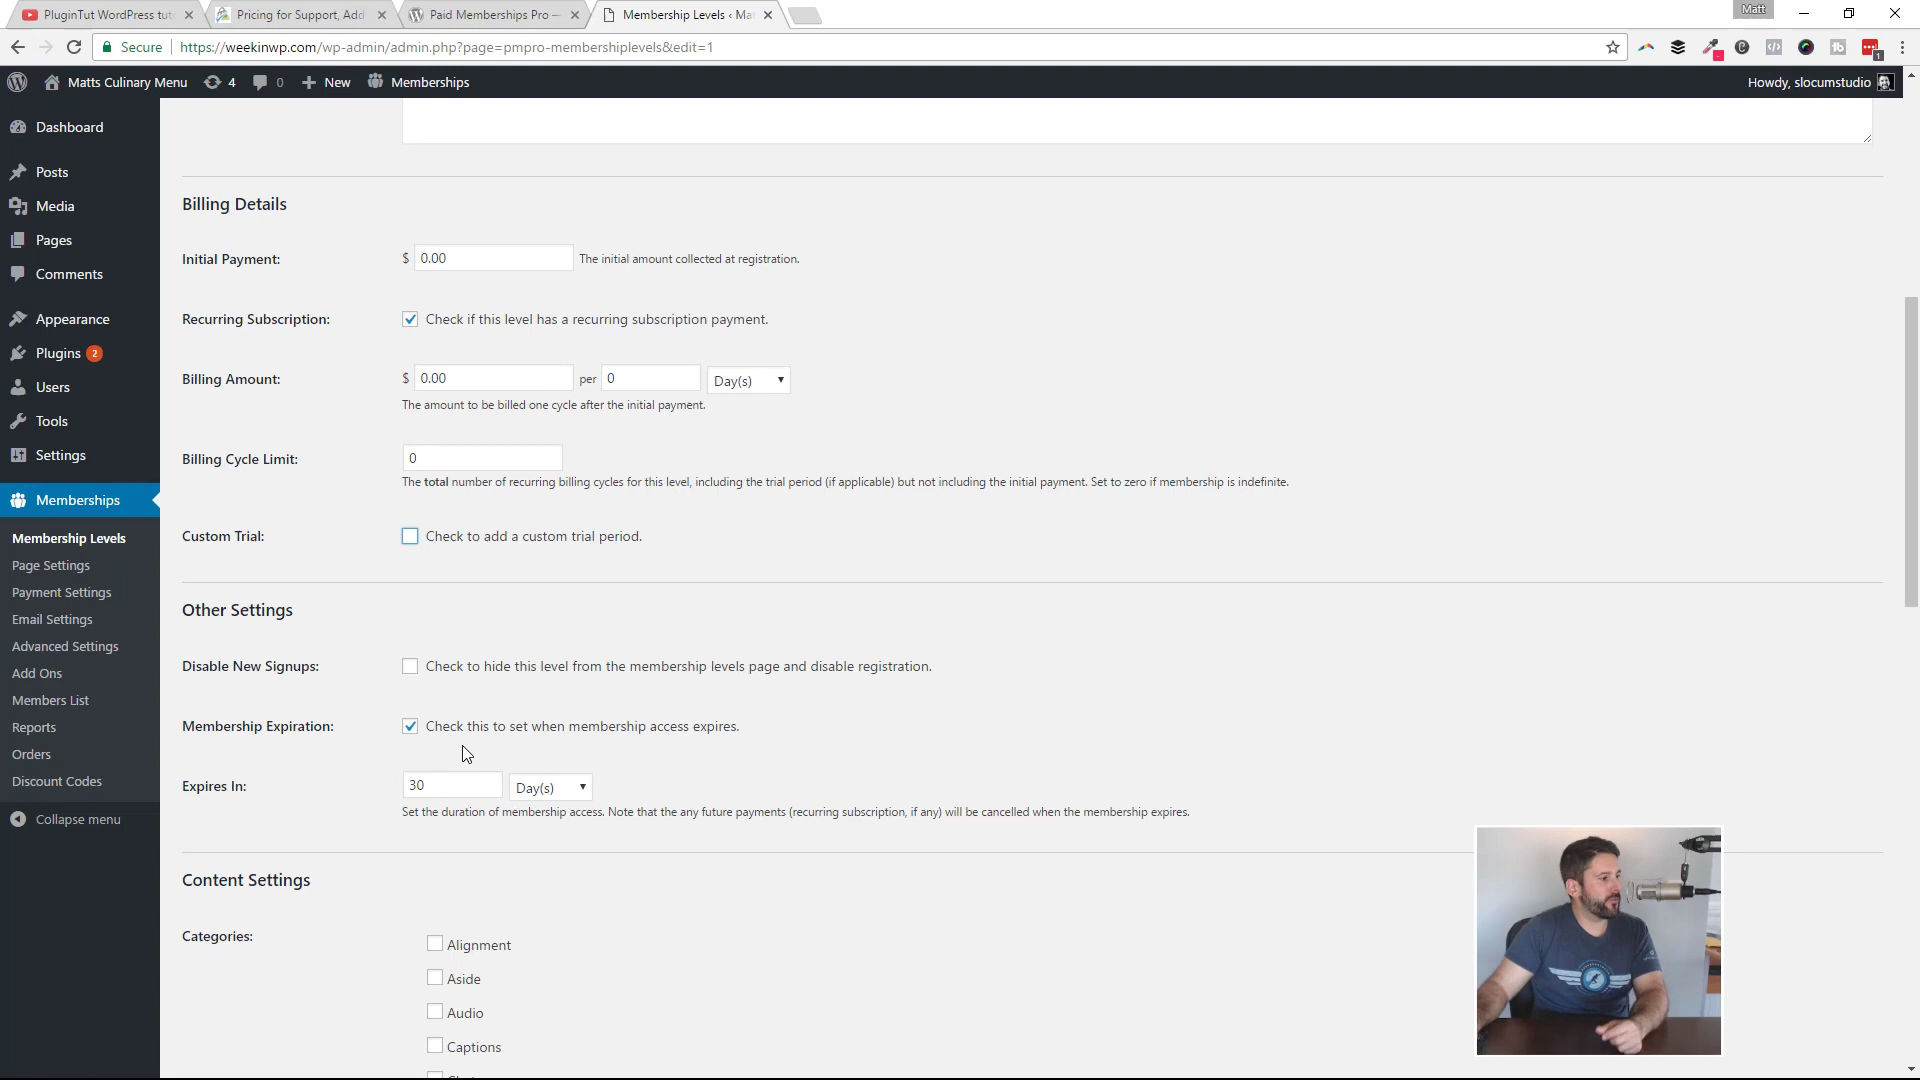 PluginTut WordPress tut
Pricing for Support, Add
Paid Memberships Pro —
Membership Levels ‹ Ma
Matt
Secure
https://weekinwp.com/wp-admin/admin.php?page=pmpro-membershiplevels&edit=1
1
Matts Culinary Menu
4
0
New
Memberships
Howdy, slocumstudio
Dashboard
Posts
Media
Pages
Comments
Appearance
Plugins 2
Users
Tools
Settings
Memberships
Membership Levels
Page Settings
Payment Settings
Email Settings
Advanced Settings
Add Ons
Members List
Reports
Orders
Discount Codes
Collapse menu
Billing Details
Initial Payment: $ 0.00 The initial amount collected at registration.
Recurring Subscription: Check if this level has a recurring subscription payment.
Billing Amount: $ 0.00 per 0 Day(s)
The amount to be billed one cycle after the initial payment.
Billing Cycle Limit: 0
The total number of recurring billing cycles for this level, including the trial period (if applicable) but not including the initial payment. Set to zero if membership is indefinite.
Custom Trial: Check to add a custom trial period.
Other Settings
Disable New Signups: Check to hide this level from the membership levels page and disable registration.
Membership Expiration: Check this to set when membership access expires.
Expires In: 30 Day(s)
Set the duration of membership access. Note that the any future payments (recurring subscription, if any) will be cancelled when the membership expires.
Content Settings
Categories:
Alignment
Aside
Audio
Captions